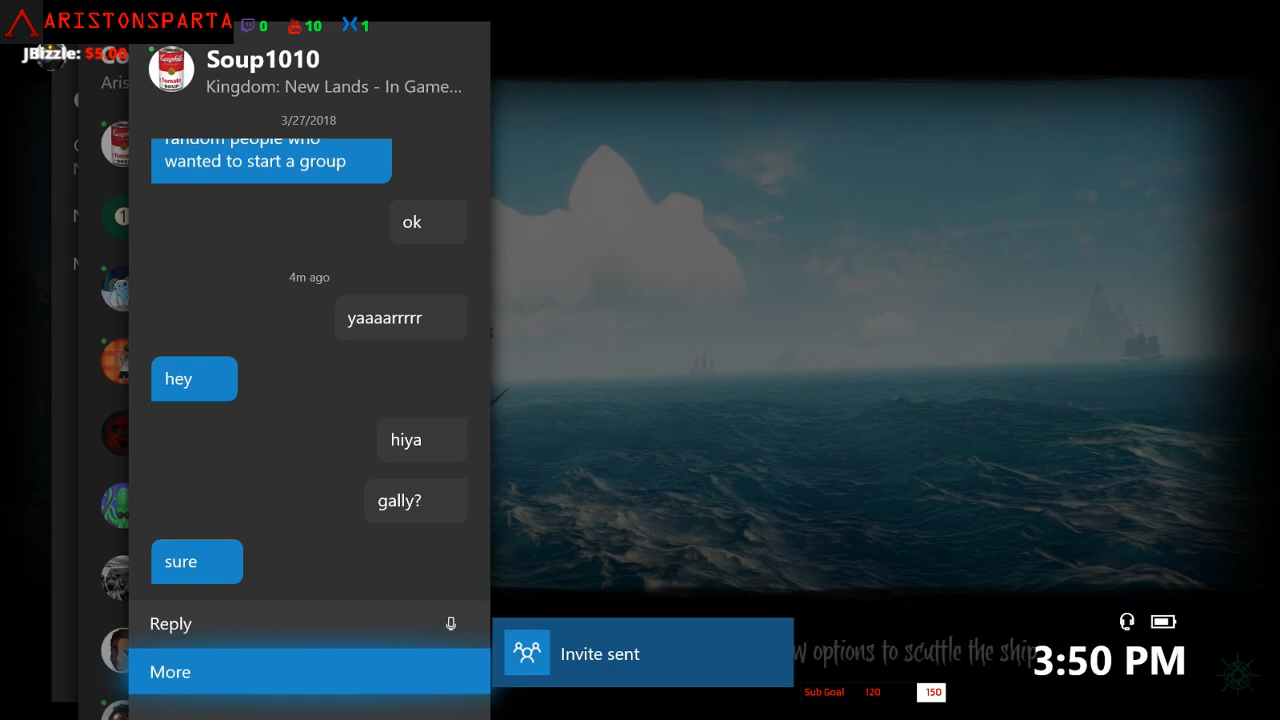 ARISTONSPARTA
0 10 1
JBizzle: $5.00
Co
Aris
Soup1010
Kingdom: New Lands - In Game...
3/27/2018
random people who
wanted to start a group
ok
4m ago
yaaaarrrrr
hey
hiya
gally?
sure
Reply
More
Invite sent
options to scuttle the ship
3:50 PM
Sub Goal 120 150